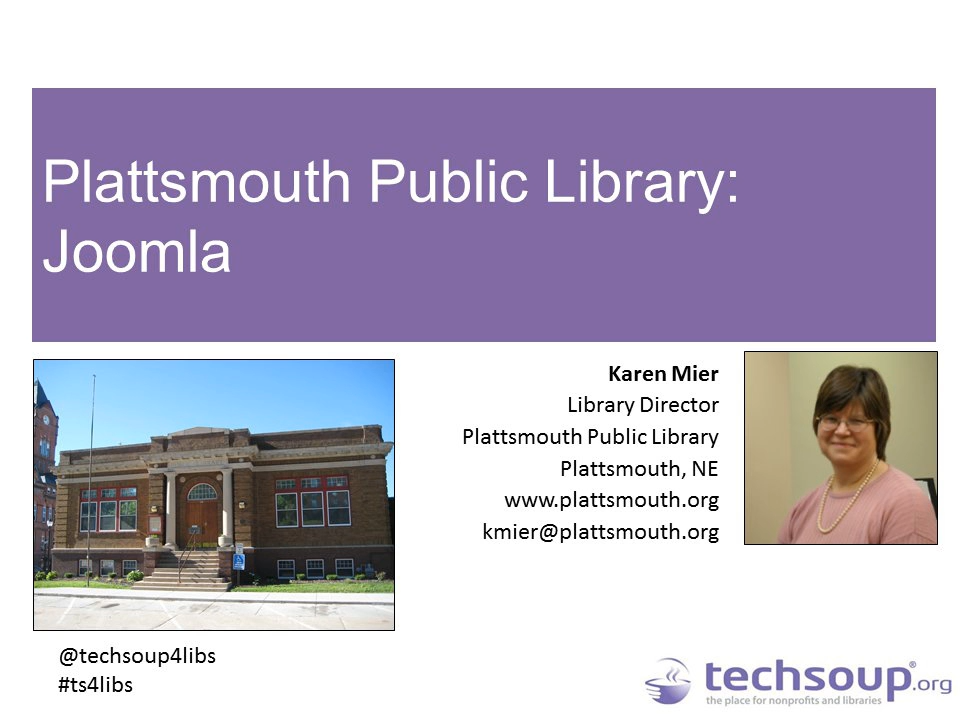 Plattsmouth Public Library:
Joomla
Karen Mier
Library Director
Plattsmouth Public Library
Plattsmouth, NE
www.plattsmouth.org
kmier@plattsmouth.org
@techsoup4libs
#ts4libs
techsoup®.org
the place for nonprofits and libraries